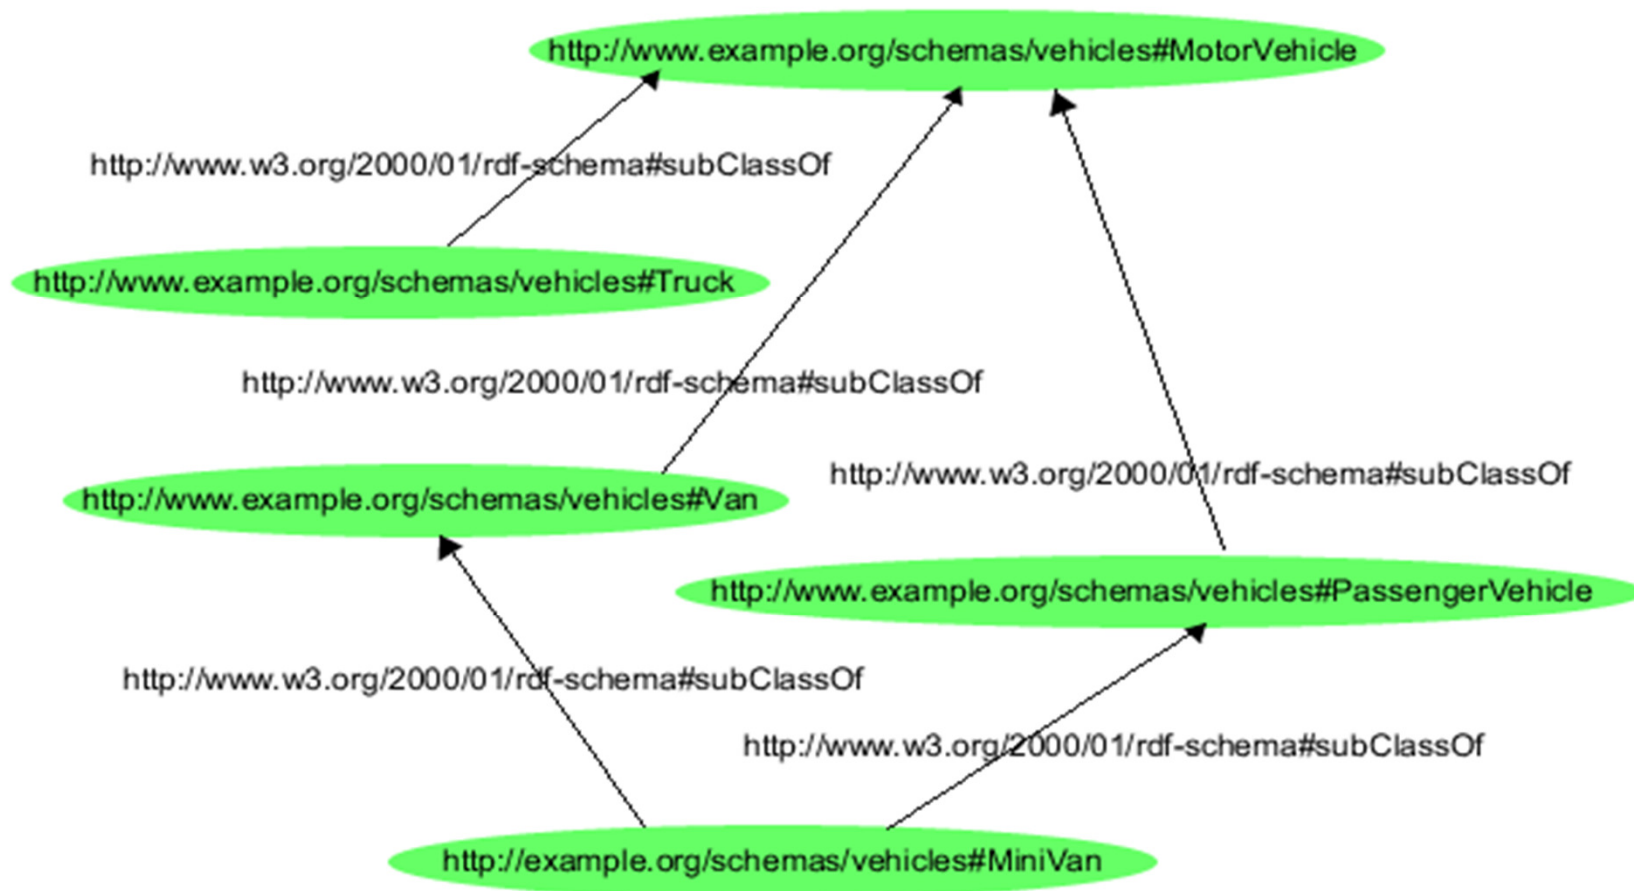 http://www.example.org/schemas/vehicles#MotorVehicle
http://www.w3.org/2000/01/rdf-schema#subClassOf
http://www.example.org/schemas/vehicles#Truck
http://www.w3.org/2000/01/rdf-schema#subClassOf
http://www.w3.org/2000/01/rdf-schema#subClassOf
http://www.example.org/schemas/vehicles#Van
http://www.example.org/schemas/vehicles#PassengerVehicle
http://www.w3.org/2000/01/rdf-schema#subClassOf
http://www.w3.org/2000/01/rdf-schema#subClassOf
http://example.org/schemas/vehicles#MiniVan